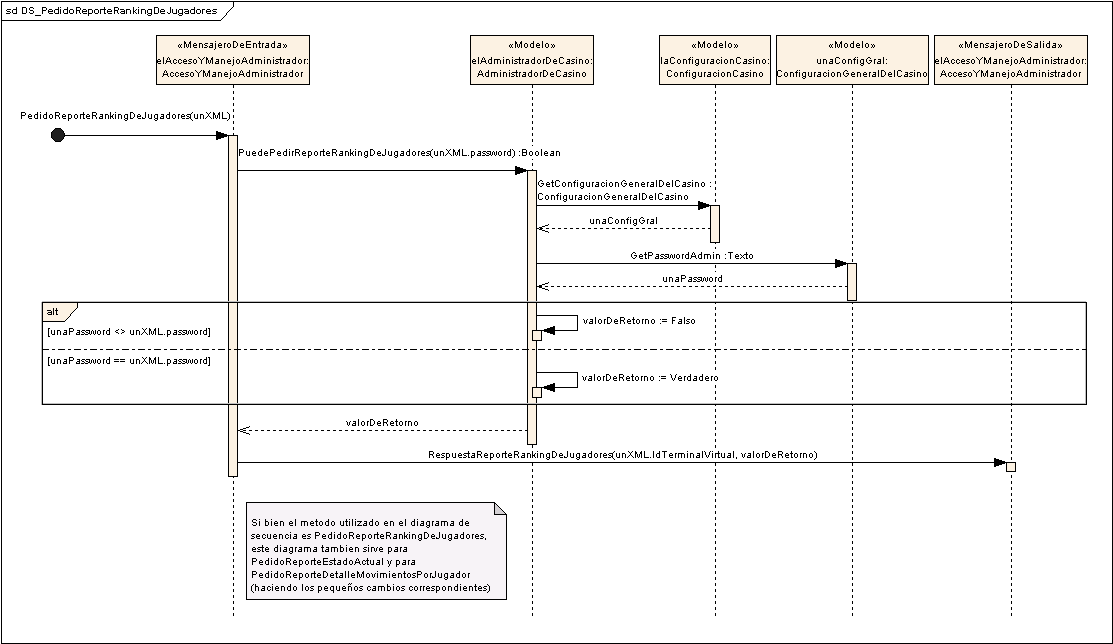 sd DS_PedidoReporteRankingDeJugadores
«MensajeroDeEntrada»
elAccesoYManejoAdministrador:
AccesoYManejoAdministrador
«Modelo»
elAdministradorDeCasino:
AdministradorDeCasino
«Modelo»
laConfiguracionCasino:
ConfiguracionCasino
«Modelo»
unaConfigGral:
ConfiguracionGeneralDelCasino
«MensajeroDeSalida»
elAccesoYManejoAdministrador:
AccesoYManejoAdministrador
PedidoReporteRankingDeJugadores(unXML)
PuedePedirReporteRankingDeJugadores(unXML.password) :Boolean
GetConfiguracionGeneralDelCasino :
ConfiguracionGeneralDelCasino
unaConfigGral
GetPasswordAdmin :Texto
unaPassword
alt
[unaPassword <> unXML.password]
valorDeRetorno := Falso
[unaPassword == unXML.password]
valorDeRetorno := Verdadero
valorDeRetorno
RespuestaReporteRankingDeJugadores(unXML.IdTerminalVirtual, valorDeRetorno)
Si bien el metodo utilizado en el diagrama de
secuencia es PedidoReporteRankingDeJugadores,
este diagrama tambien sirve para
PedidoReporteEstadoActual y para
PedidoReporteDetalleMovimientosPorJugador
(haciendo los pequeños cambios correspondientes)